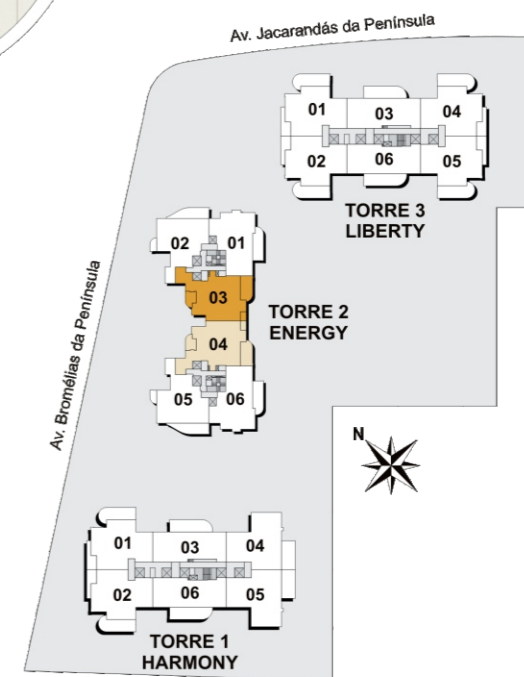 Av. Jacarandás da Península
01 03 04
02 06 05
TORRE 3
LIBERTY
02 01
03
04
05 06
TORRE 2
ENERGY
Av. Bromélias da Península
N
01 03 04
02 06 05
TORRE 1
HARMONY